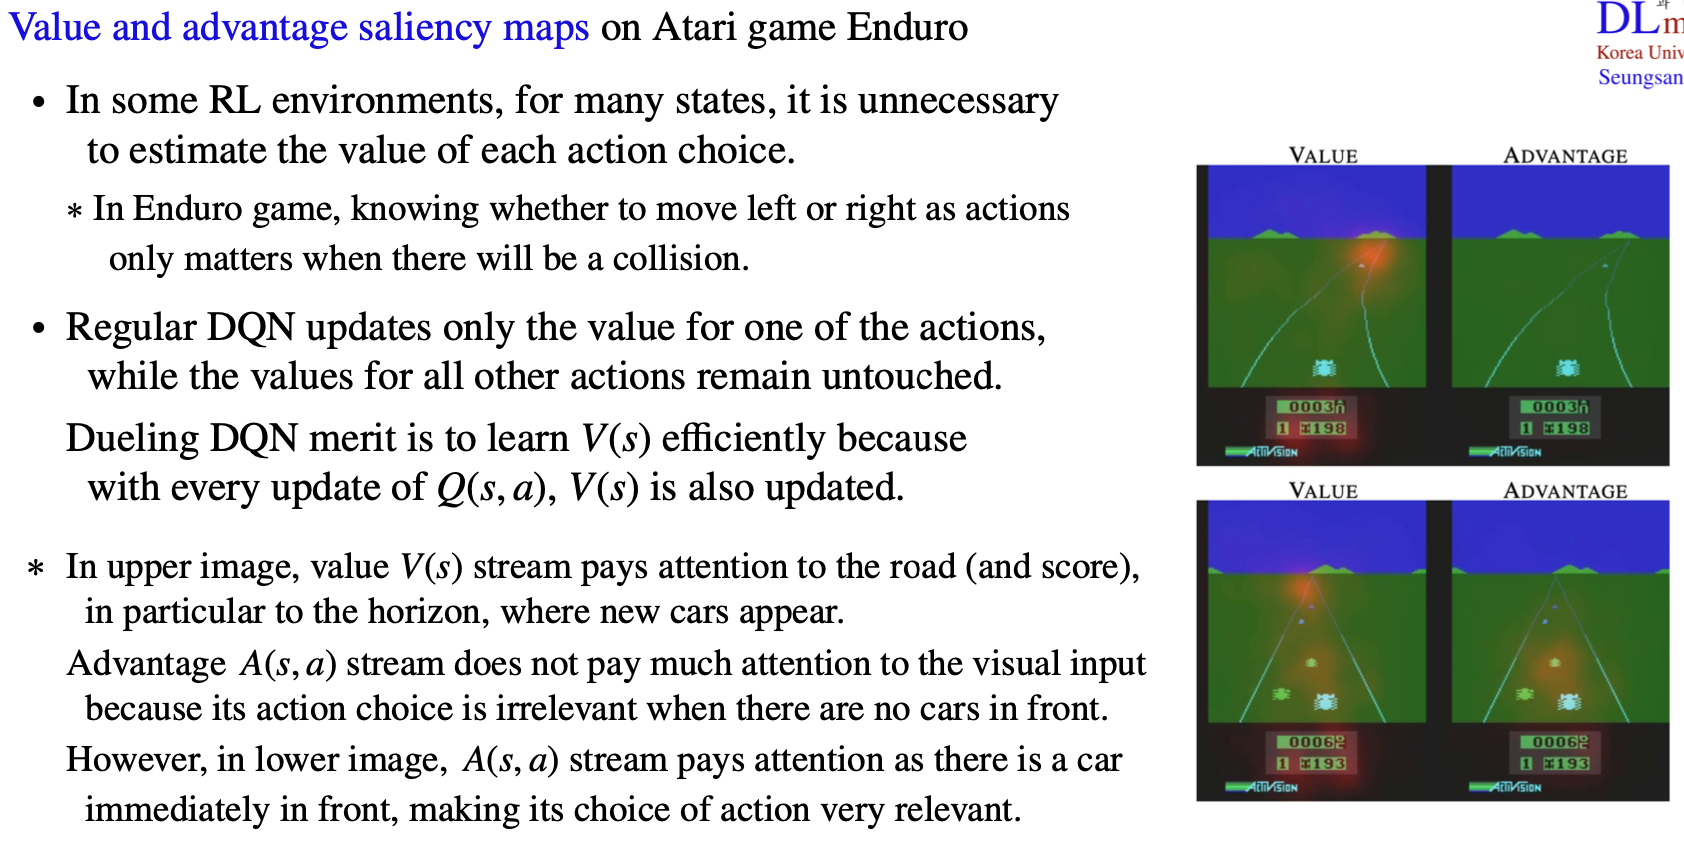 Value and advantage saliency maps on Atari game Enduro
DL
Korea Univ
Seungsan
• In some RL environments, for many states, it is unnecessary
to estimate the value of each action choice.
* In Enduro game, knowing whether to move left or right as actions
only matters when there will be a collision.
• Regular DQN updates only the value for one of the actions,
while the values for all other actions remain untouched.
Dueling DQN merit is to learn V(s) efficiently because
with every update of Q(s, a), V(s) is also updated.
* In upper image, value V(s) stream pays attention to the road (and score),
in particular to the horizon, where new cars appear.
Advantage A(s, a) stream does not pay much attention to the visual input
because its action choice is irrelevant when there are no cars in front.
However, in lower image, A(s, a) stream pays attention as there is a car
immediately in front, making its choice of action very relevant.
VALUE ADVANTAGE
0003 0003
1 198 1 198
ACTIVISION ACTIVISION
VALUE ADVANTAGE
0006 0006
1 193 1 193
ACTIVISION ACTIVISION